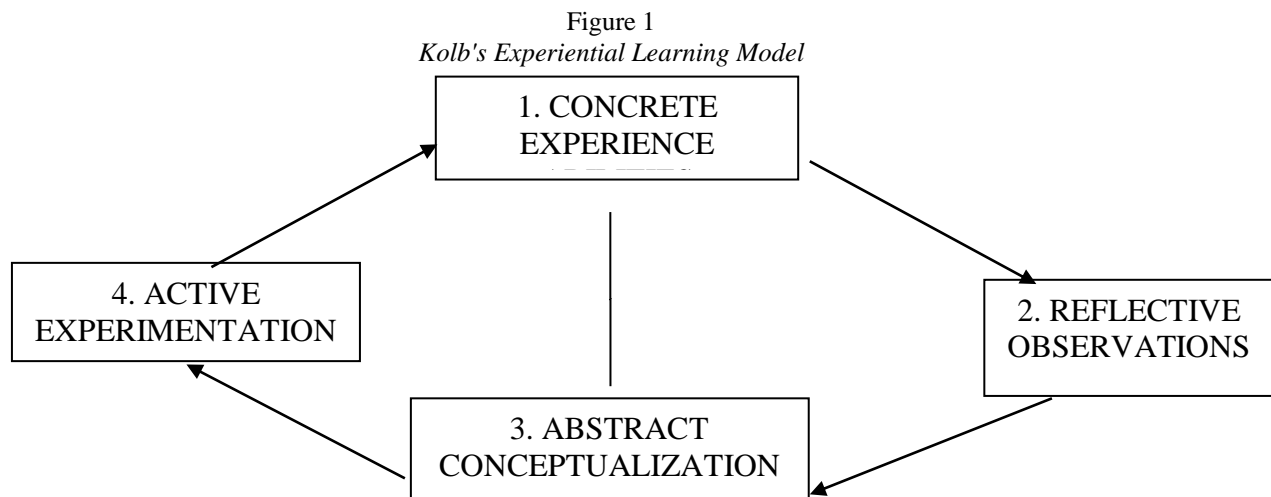 Figure 1
Kolb's Experiential Learning Model
1. CONCRETE
EXPERIENCE
2. REFLECTIVE
OBSERVATIONS
3. ABSTRACT
CONCEPTUALIZATION
4. ACTIVE
EXPERIMENTATION